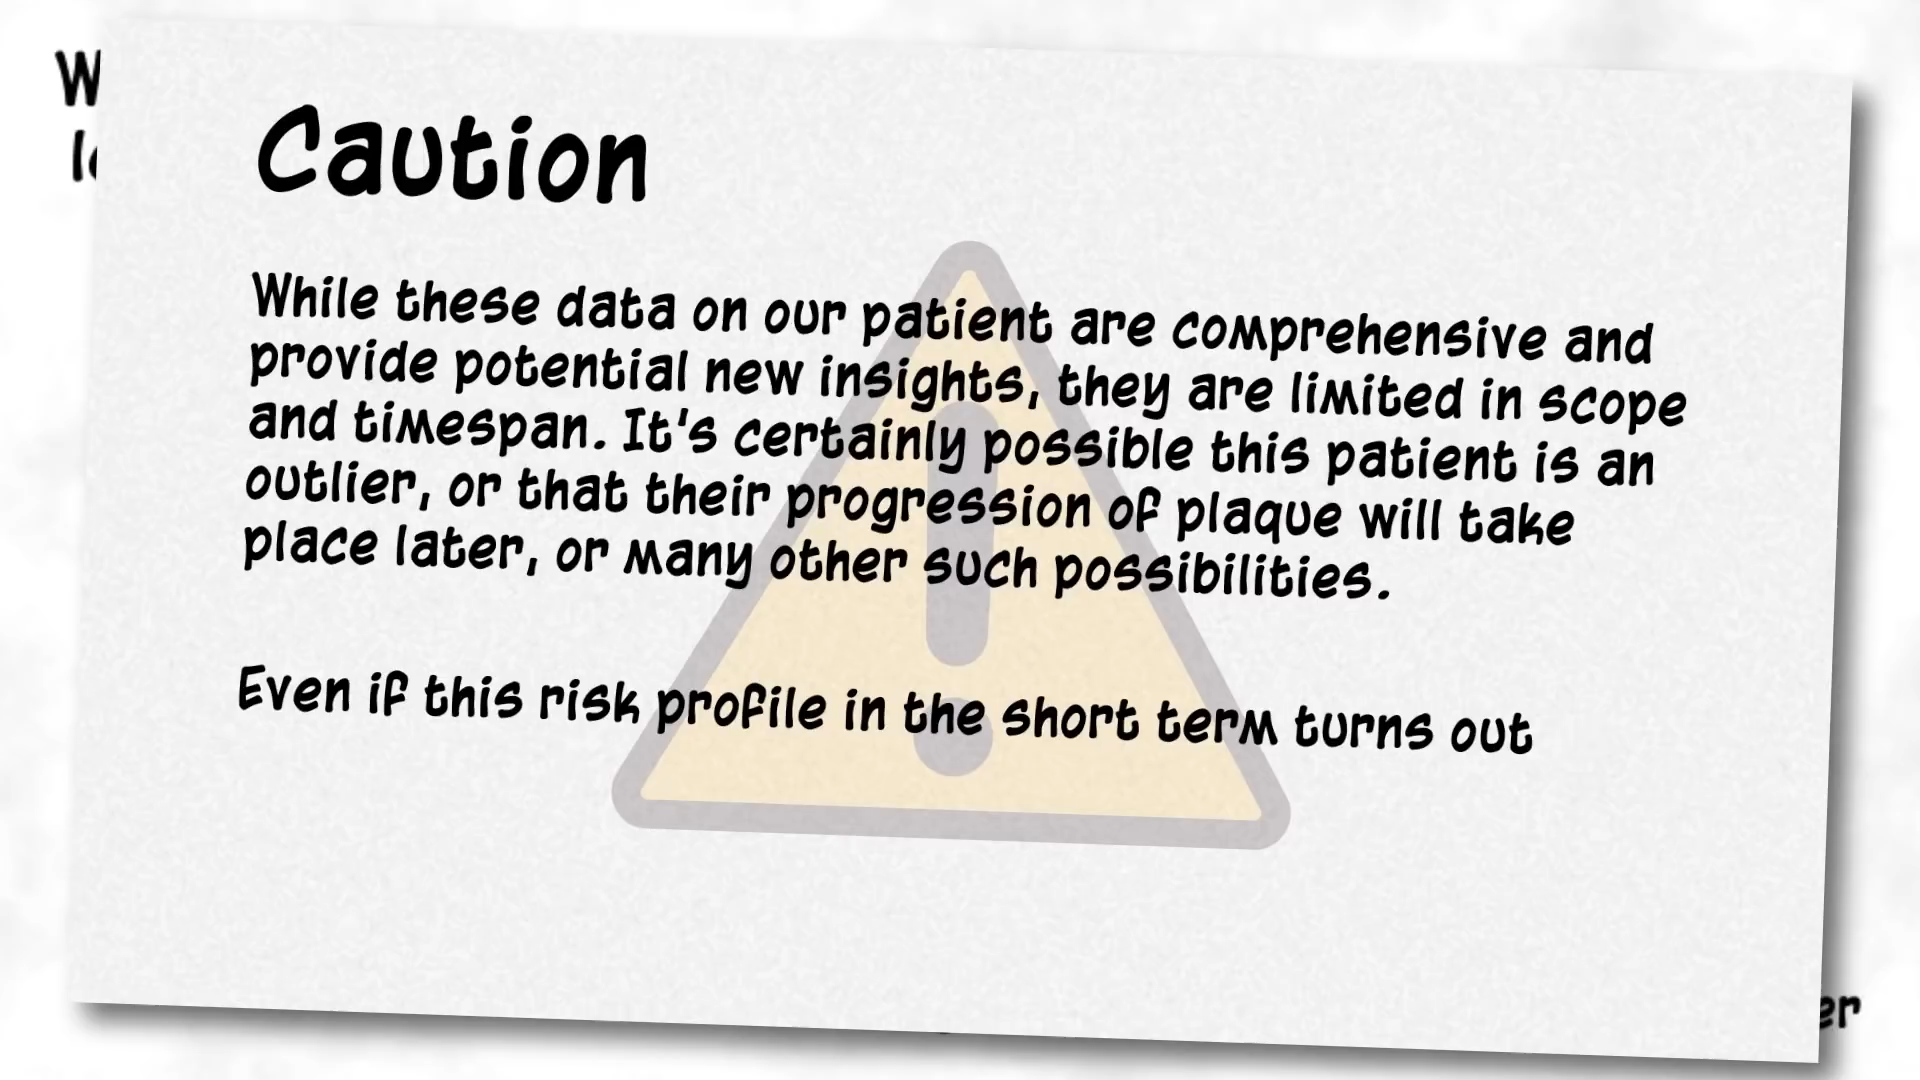 Caution
While these data on our patient are comprehensive and
provide potential new insights, they are limited in scope
and timespan. It's certainly possible this patient is an
outlier, or that their progression of plaque will take
place later, or many other such possibilities.
Even if this risk profile in the short term turns out